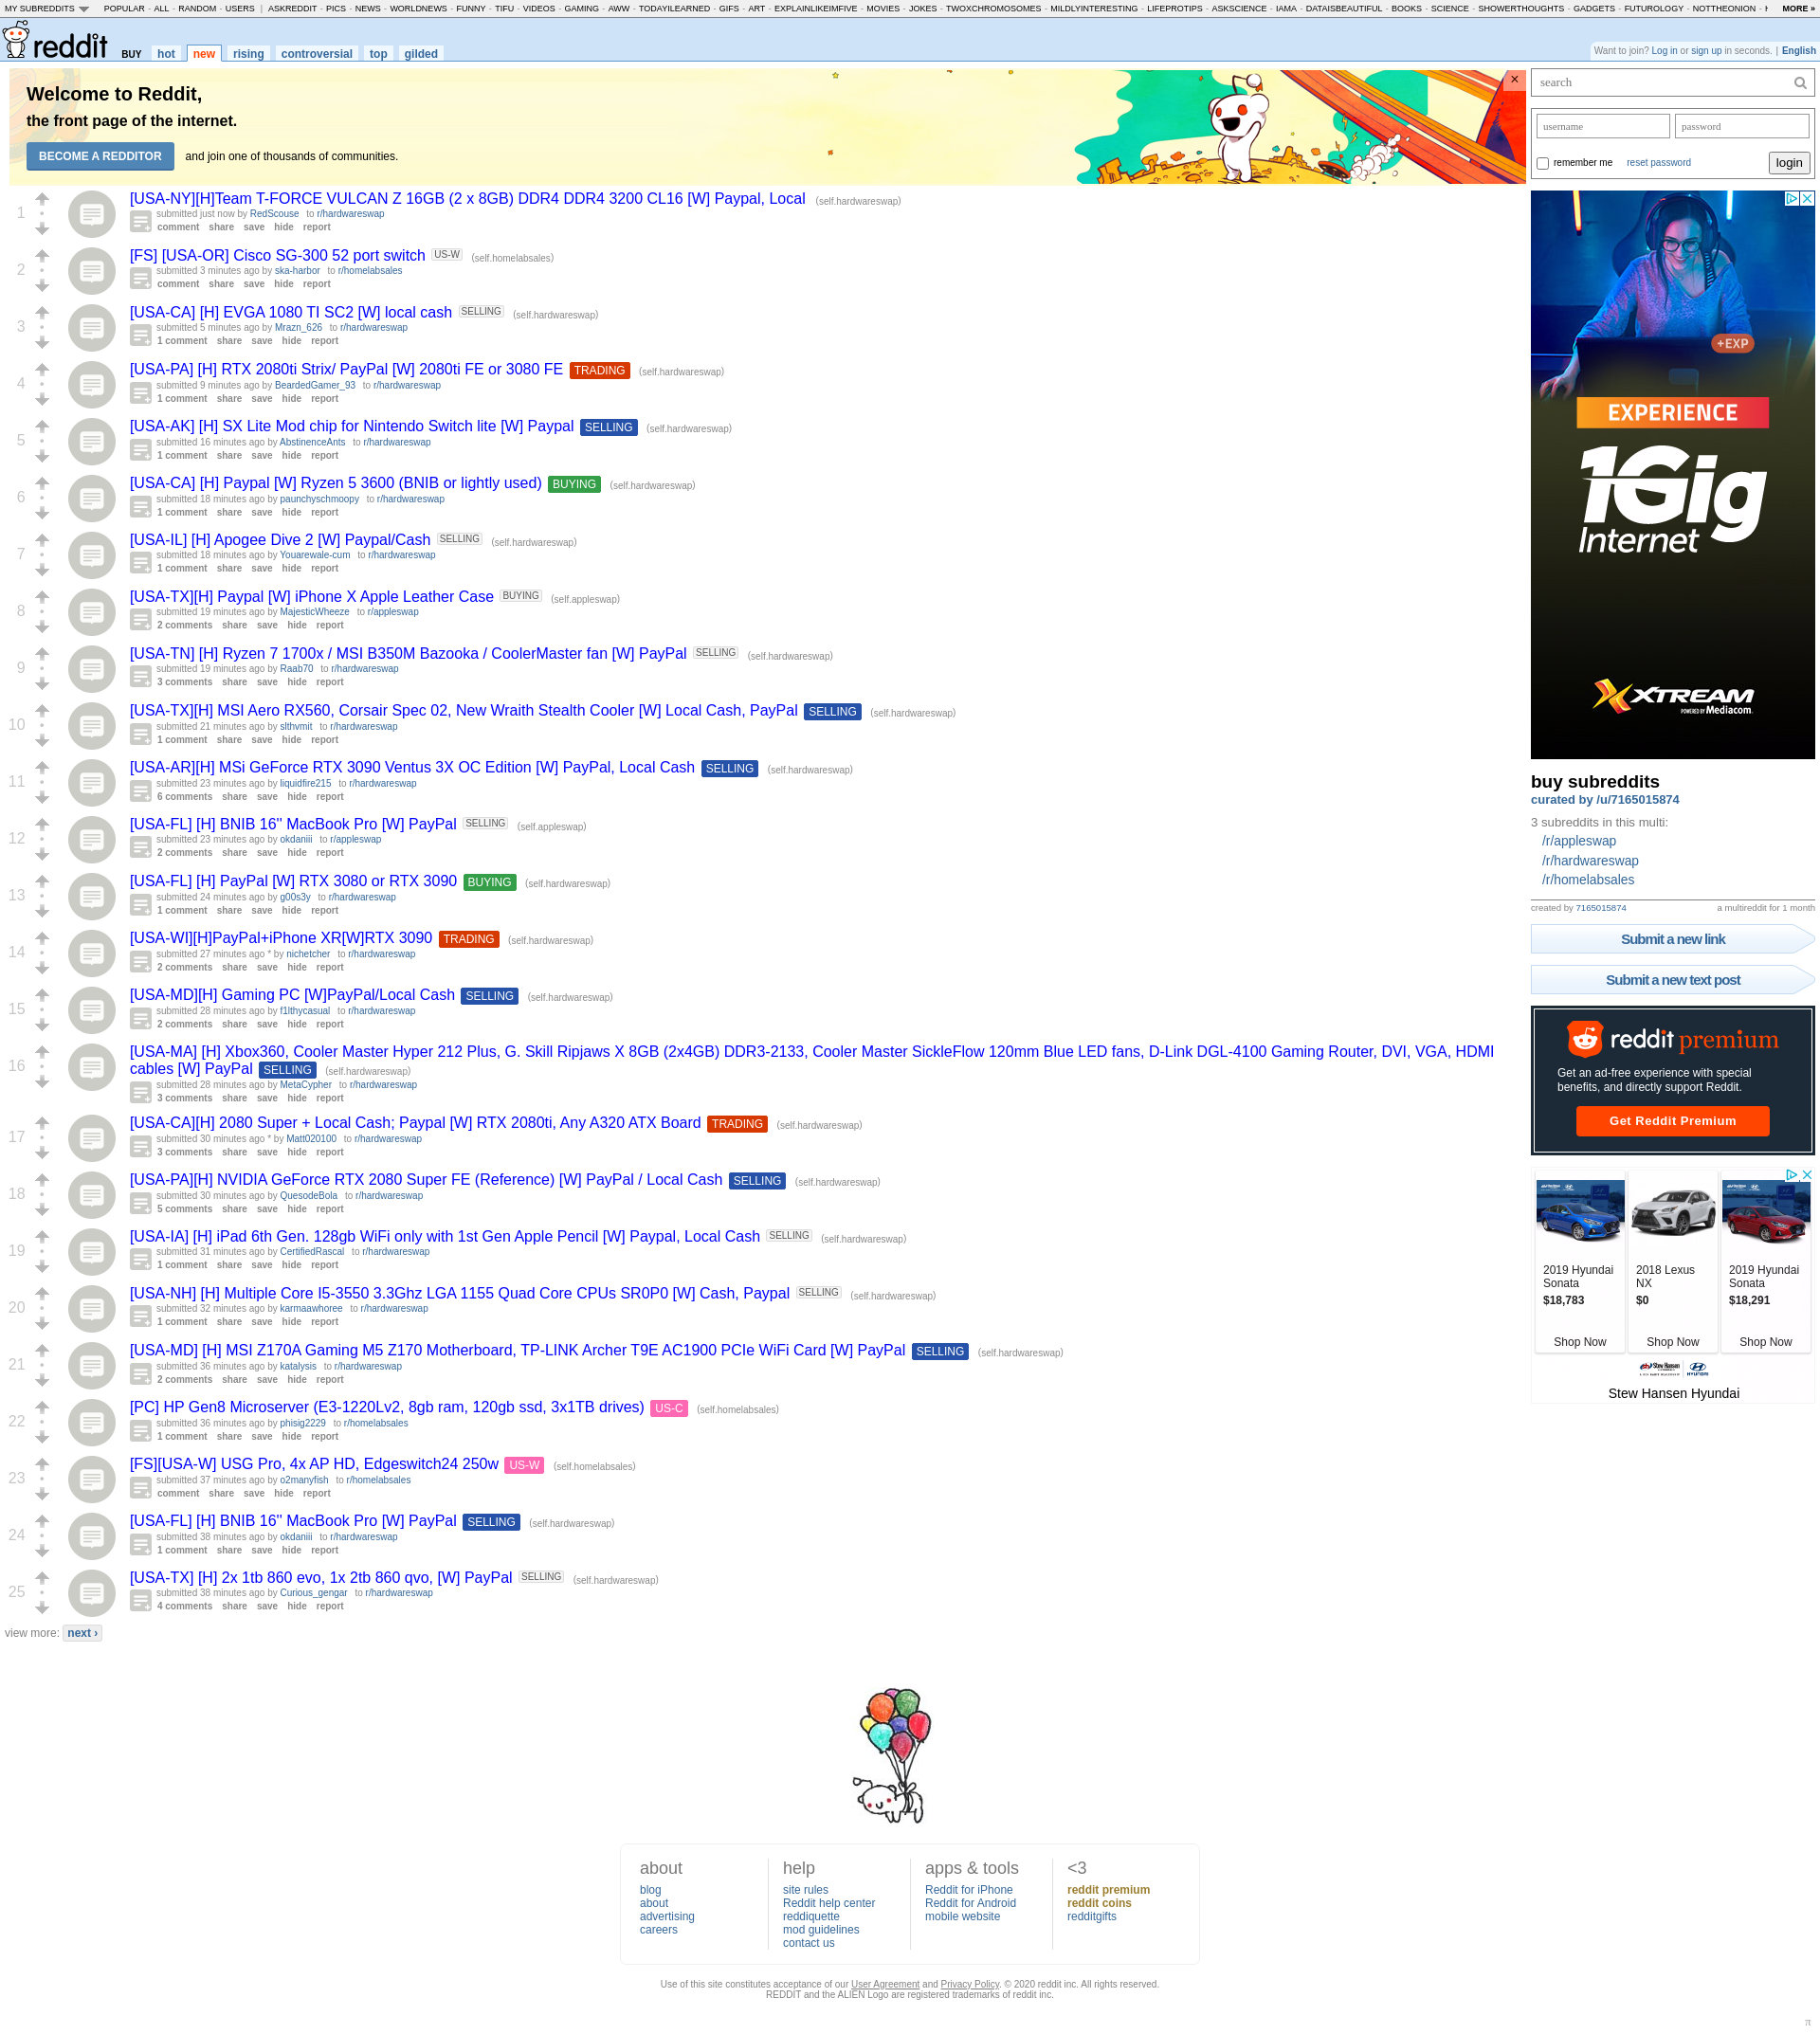 MY SUBREDDITS POPULAR - ALL - RANDOM - USERS | ASKREDDIT - PICS - NEWS - WORLDNEWS - FUNNY - TIFU - VIDEOS - GAMING - AWW - TODAYILEARNED - GIFS - ART - EXPLAINLIKEIMFIVE - MOVIES - JOKES - TWOXCHROMOSOMES - MILDLYINTERESTING - LIFEPROTIPS - ASKSCIENCE - IAMA - DATAISBEAUTIFUL - BOOKS - SCIENCE - SHOWERTHOUGHTS - GADGETS - FUTUROLOGY - NOTTHEONION - MORE »
reddit BUY hot new rising controversial top gilded
Want to join? Log in or sign up in seconds. | English
Welcome to Reddit,
the front page of the internet.
BECOME A REDDITOR and join one of thousands of communities.
×
1
[USA-NY][H]Team T-FORCE VULCAN Z 16GB (2 x 8GB) DDR4 DDR4 3200 CL16 [W] Paypal, Local (self.hardwareswap)
submitted just now by RedScouse to r/hardwareswap
comment share save hide report
2
[FS] [USA-OR] Cisco SG-300 52 port switch US-W (self.homelabsales)
submitted 3 minutes ago by ska-harbor to r/homelabsales
comment share save hide report
3
[USA-CA] [H] EVGA 1080 TI SC2 [W] local cash SELLING (self.hardwareswap)
submitted 5 minutes ago by Mrazn_626 to r/hardwareswap
1 comment share save hide report
4
[USA-PA] [H] RTX 2080ti Strix/ PayPal [W] 2080ti FE or 3080 FE TRADING (self.hardwareswap)
submitted 9 minutes ago by BeardedGamer_93 to r/hardwareswap
1 comment share save hide report
5
[USA-AK] [H] SX Lite Mod chip for Nintendo Switch lite [W] Paypal SELLING (self.hardwareswap)
submitted 16 minutes ago by AbstinenceAnts to r/hardwareswap
1 comment share save hide report
6
[USA-CA] [H] Paypal [W] Ryzen 5 3600 (BNIB or lightly used) BUYING (self.hardwareswap)
submitted 18 minutes ago by paunchyschmoopy to r/hardwareswap
1 comment share save hide report
7
[USA-IL] [H] Apogee Dive 2 [W] Paypal/Cash SELLING (self.hardwareswap)
submitted 18 minutes ago by Youarewale-cum to r/hardwareswap
1 comment share save hide report
8
[USA-TX][H] Paypal [W] iPhone X Apple Leather Case BUYING (self.appleswap)
submitted 19 minutes ago by MajesticWheeze to r/appleswap
2 comments share save hide report
9
[USA-TN] [H] Ryzen 7 1700x / MSI B350M Bazooka / CoolerMaster fan [W] PayPal SELLING (self.hardwareswap)
submitted 19 minutes ago by Raab70 to r/hardwareswap
3 comments share save hide report
10
[USA-TX][H] MSI Aero RX560, Corsair Spec 02, New Wraith Stealth Cooler [W] Local Cash, PayPal SELLING (self.hardwareswap)
submitted 21 minutes ago by slthvmit to r/hardwareswap
1 comment share save hide report
11
[USA-AR][H] MSi GeForce RTX 3090 Ventus 3X OC Edition [W] PayPal, Local Cash SELLING (self.hardwareswap)
submitted 23 minutes ago by liquidfire215 to r/hardwareswap
6 comments share save hide report
12
[USA-FL] [H] BNIB 16" MacBook Pro [W] PayPal SELLING (self.appleswap)
submitted 23 minutes ago by okdaniii to r/appleswap
2 comments share save hide report
13
[USA-FL] [H] PayPal [W] RTX 3080 or RTX 3090 BUYING (self.hardwareswap)
submitted 24 minutes ago by g00s3y to r/hardwareswap
1 comment share save hide report
14
[USA-WI][H]PayPal+iPhone XR[W]RTX 3090 TRADING (self.hardwareswap)
submitted 27 minutes ago * by nichetcher to r/hardwareswap
2 comments share save hide report
15
[USA-MD][H] Gaming PC [W]PayPal/Local Cash SELLING (self.hardwareswap)
submitted 28 minutes ago by f1lthycasual to r/hardwareswap
2 comments share save hide report
16
[USA-MA] [H] Xbox360, Cooler Master Hyper 212 Plus, G. Skill Ripjaws X 8GB (2x4GB) DDR3-2133, Cooler Master SickleFlow 120mm Blue LED fans, D-Link DGL-4100 Gaming Router, DVI, VGA, HDMI
cables [W] PayPal SELLING (self.hardwareswap)
submitted 28 minutes ago by MetaCypher to r/hardwareswap
3 comments share save hide report
17
[USA-CA][H] 2080 Super + Local Cash; Paypal [W] RTX 2080ti, Any A320 ATX Board TRADING (self.hardwareswap)
submitted 30 minutes ago * by Matt020100 to r/hardwareswap
3 comments share save hide report
18
[USA-PA][H] NVIDIA GeForce RTX 2080 Super FE (Reference) [W] PayPal / Local Cash SELLING (self.hardwareswap)
submitted 30 minutes ago by QuesodeBola to r/hardwareswap
5 comments share save hide report
19
[USA-IA] [H] iPad 6th Gen. 128gb WiFi only with 1st Gen Apple Pencil [W] Paypal, Local Cash SELLING (self.hardwareswap)
submitted 31 minutes ago by CertifiedRascal to r/hardwareswap
1 comment share save hide report
20
[USA-NH] [H] Multiple Core I5-3550 3.3Ghz LGA 1155 Quad Core CPUs SR0P0 [W] Cash, Paypal SELLING (self.hardwareswap)
submitted 32 minutes ago by karmaawhoree to r/hardwareswap
1 comment share save hide report
21
[USA-MD] [H] MSI Z170A Gaming M5 Z170 Motherboard, TP-LINK Archer T9E AC1900 PCIe WiFi Card [W] PayPal SELLING (self.hardwareswap)
submitted 36 minutes ago by katalysis to r/hardwareswap
2 comments share save hide report
22
[PC] HP Gen8 Microserver (E3-1220Lv2, 8gb ram, 120gb ssd, 3x1TB drives) US-C (self.homelabsales)
submitted 36 minutes ago by phisig2229 to r/homelabsales
1 comment share save hide report
23
[FS][USA-W] USG Pro, 4x AP HD, Edgeswitch24 250w US-W (self.homelabsales)
submitted 37 minutes ago by o2manyfish to r/homelabsales
comment share save hide report
24
[USA-FL] [H] BNIB 16" MacBook Pro [W] PayPal SELLING (self.hardwareswap)
submitted 38 minutes ago by okdaniii to r/hardwareswap
1 comment share save hide report
25
[USA-TX] [H] 2x 1tb 860 evo, 1x 2tb 860 qvo, [W] PayPal SELLING (self.hardwareswap)
submitted 38 minutes ago by Curious_gengar to r/hardwareswap
4 comments share save hide report
view more: next ›
search
username password
remember me reset password login
+EXP
EXPERIENCE
1Gig
Internet
XTREAM
POWERED BY Mediacom
buy subreddits
curated by /u/7165015874
3 subreddits in this multi:
/r/appleswap
/r/hardwareswap
/r/homelabsales
created by 7165015874 a multireddit for 1 month
Submit a new link
Submit a new text post
reddit premium
Get an ad-free experience with special
benefits, and directly support Reddit.
Get Reddit Premium
2019 Hyundai 2018 Lexus 2019 Hyundai
Sonata NX Sonata
$18,783 $0 $18,291
Shop Now Shop Now Shop Now
Stew Hansen HYUNDAI
Stew Hansen Hyundai
about help apps & tools <3
blog site rules Reddit for iPhone reddit premium
about Reddit help center Reddit for Android reddit coins
advertising reddiquette mobile website redditgifts
careers mod guidelines
contact us
Use of this site constitutes acceptance of our User Agreement and Privacy Policy. © 2020 reddit inc. All rights reserved.
REDDIT and the ALIEN Logo are registered trademarks of reddit inc.
π